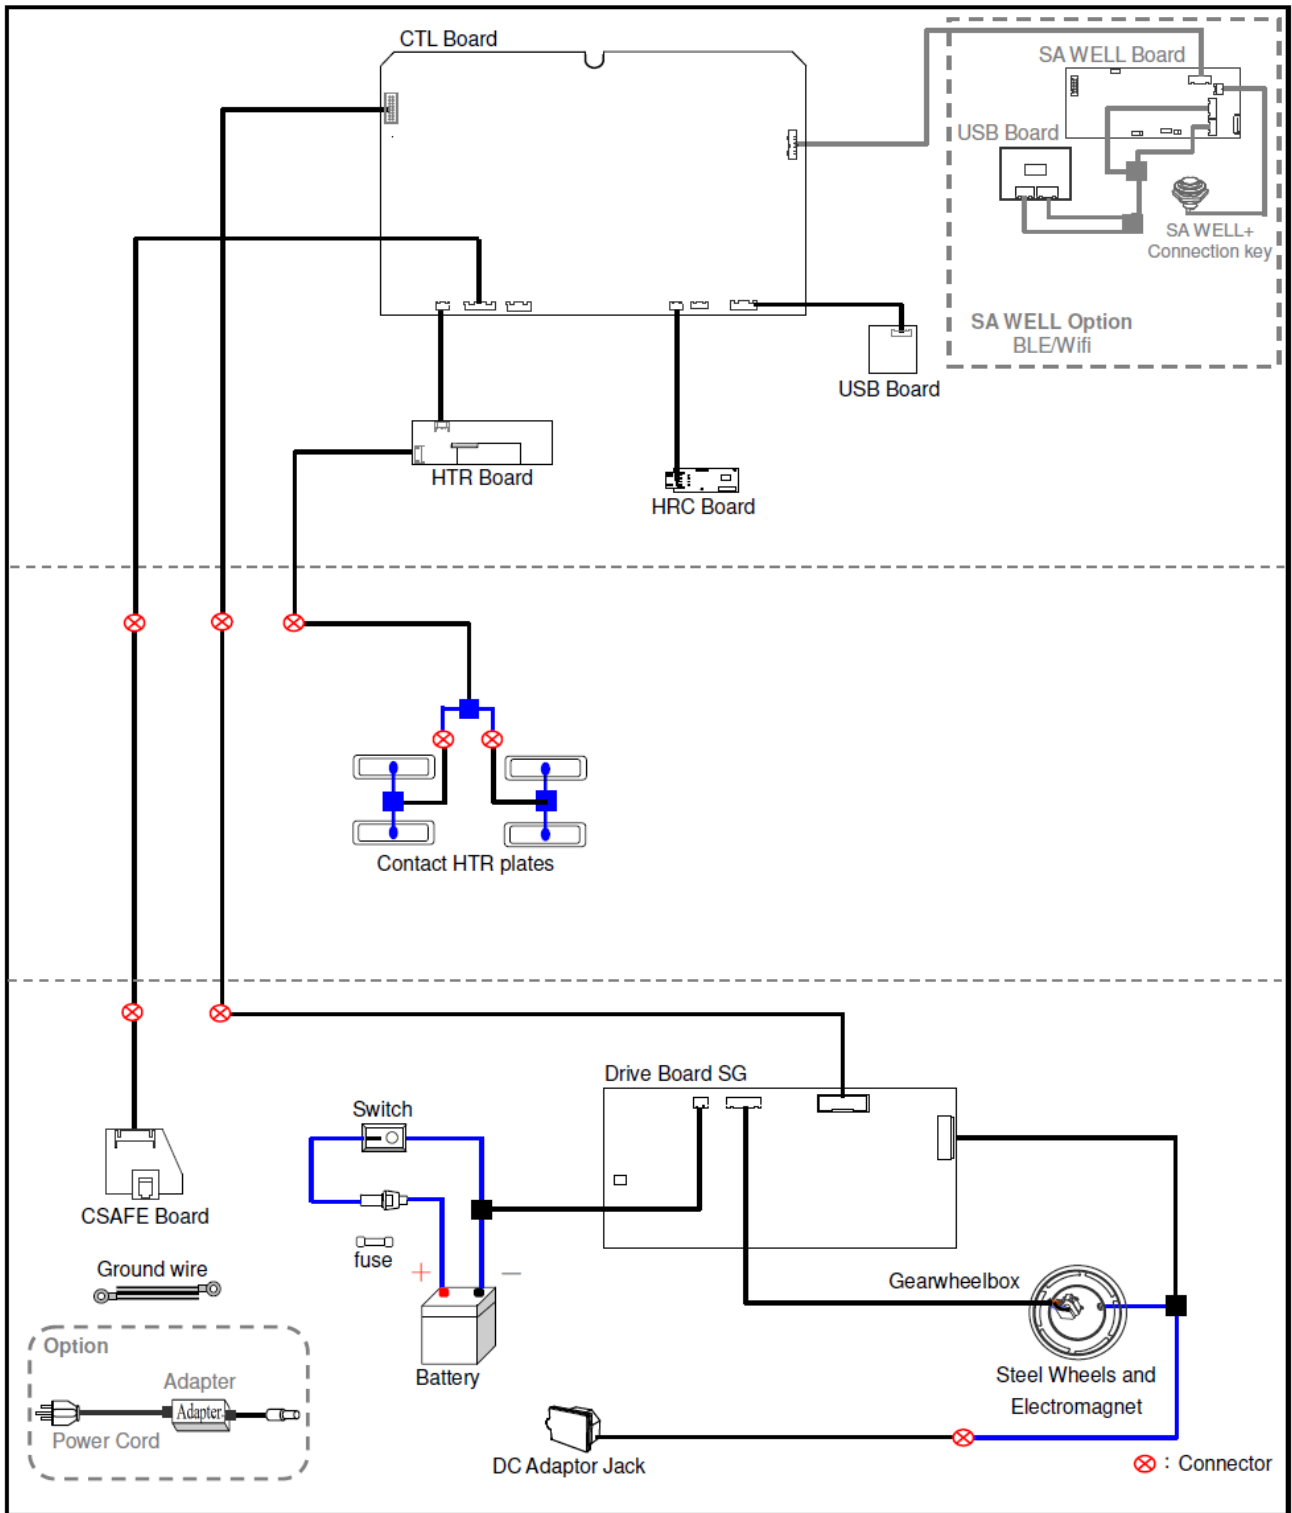 CTL Board
SA WELL Board
USB Board
SA WELL+
Connection key
SA WELL Option
BLE/Wifi
USB Board
HTR Board
HRC Board
Contact HTR plates
Drive Board SG
Switch
CSAFE Board
fuse
Ground wire
+
−
Gearwheelbox
Battery
Steel Wheels and
Electromagnet
Option
Adapter
Adapter
Power Cord
DC Adaptor Jack
: Connector